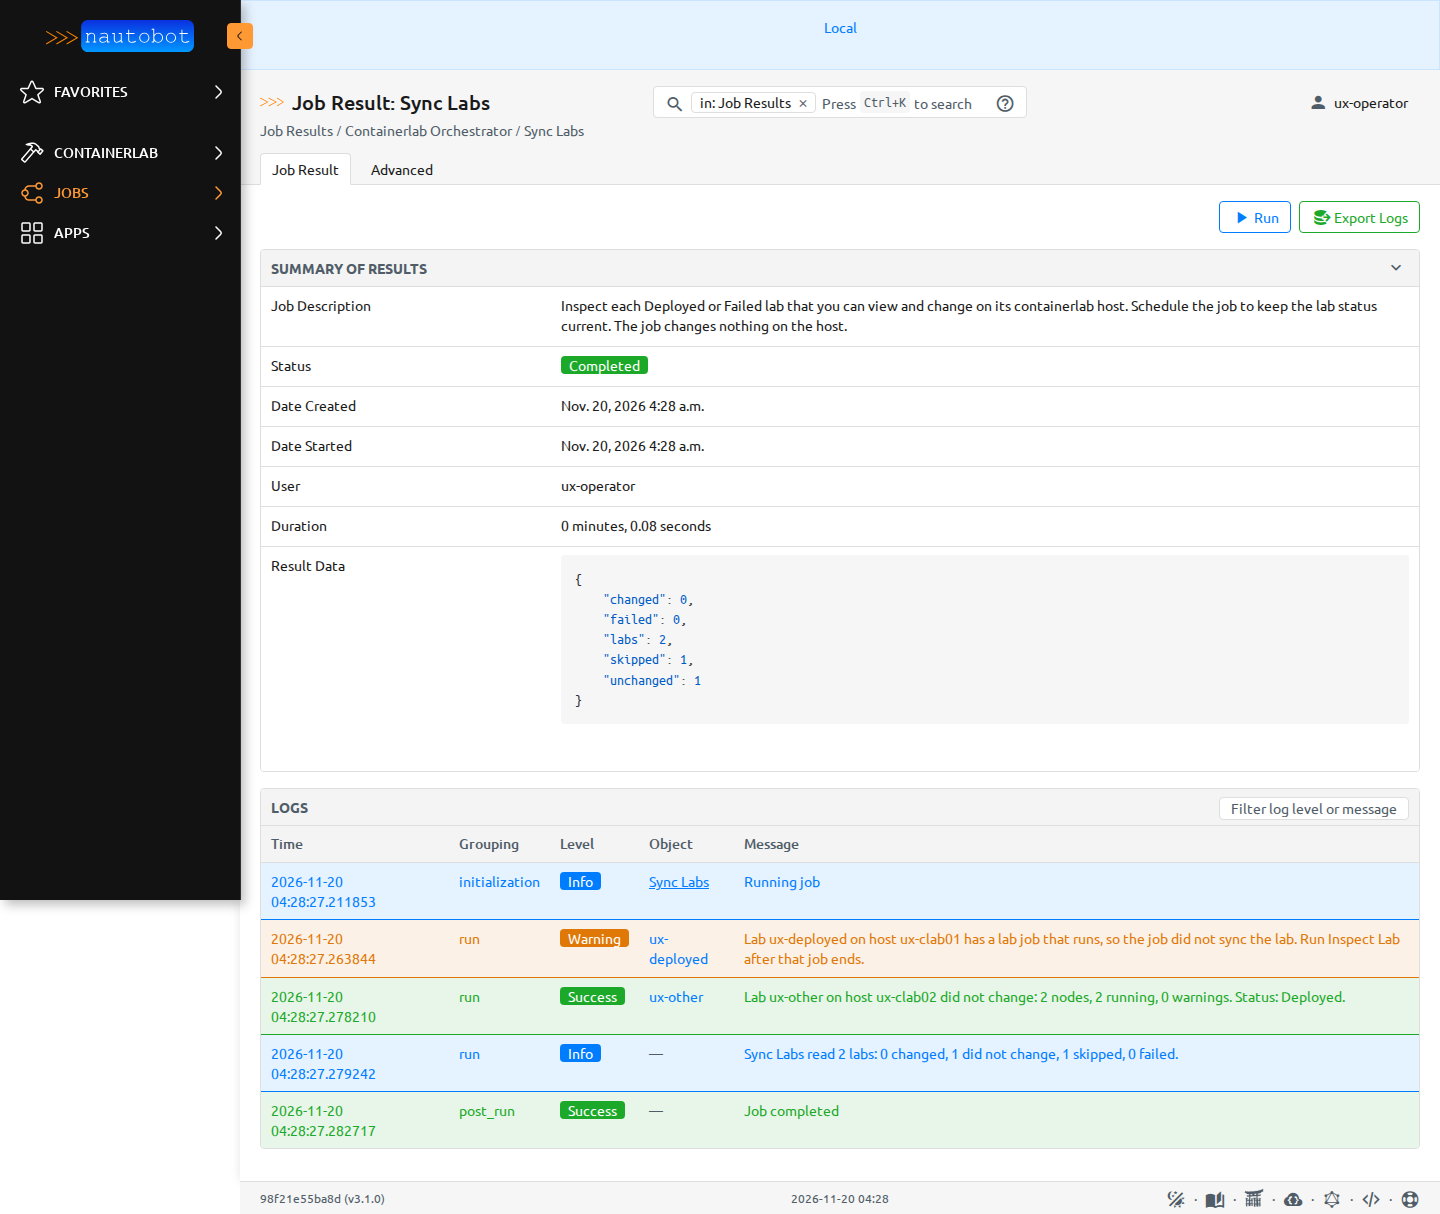 nautobot
FAVORITES
CONTAINERLAB
JOBS
APPS
Local
Job Result: Sync Labs
in: Job Results × Press Ctrl+K to search
ux-operator
Job Results / Containerlab Orchestrator / Sync Labs
Job Result Advanced
Run Export Logs
SUMMARY OF RESULTS
Job Description Inspect each Deployed or Failed lab that you can view and change on its containerlab host. Schedule the job to keep the lab status
current. The job changes nothing on the host.
Status Completed
Date Created Nov. 20, 2026 4:28 a.m.
Date Started Nov. 20, 2026 4:28 a.m.
User ux-operator
Duration 0 minutes, 0.08 seconds
Result Data
{
"changed": 0,
"failed": 0,
"labs": 2,
"skipped": 1,
"unchanged": 1
}
LOGS Filter log level or message
Time Grouping Level Object Message
2026-11-20 initialization Info Sync Labs Running job
04:28:27.211853
2026-11-20 run Warning ux- Lab ux-deployed on host ux-clab01 has a lab job that runs, so the job did not sync the lab. Run Inspect Lab
04:28:27.263844 deployed after that job ends.
2026-11-20 run Success ux-other Lab ux-other on host ux-clab02 did not change: 2 nodes, 2 running, 0 warnings. Status: Deployed.
04:28:27.278210
2026-11-20 run Info — Sync Labs read 2 labs: 0 changed, 1 did not change, 1 skipped, 0 failed.
04:28:27.279242
2026-11-20 post_run Success — Job completed
04:28:27.282717
98f21e55ba8d (v3.1.0) 2026-11-20 04:28